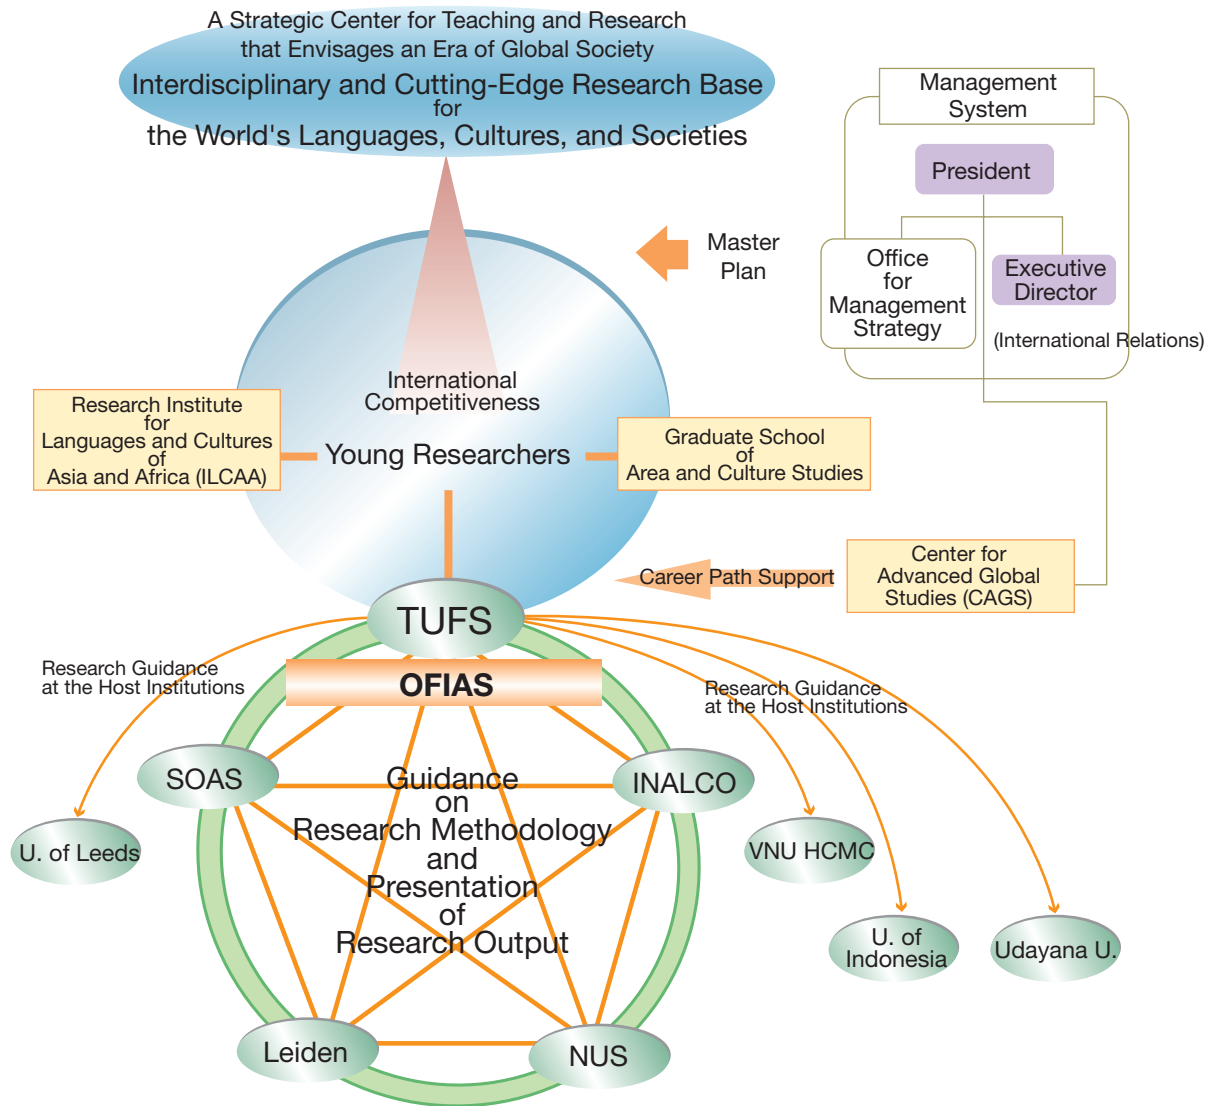 A Strategic Center for Teaching and Research
that Envisages an Era of Global Society
Interdisciplinary and Cutting-Edge Research Base
for
the World's Languages, Cultures, and Societies
Management
System
President
Office
for
Management
Strategy
Executive
Director
(International Relations)
Master
Plan
International
Competitiveness
Research Institute
for
Languages and Cultures
of
Asia and Africa (ILCAA)
Young Researchers
Graduate School
of
Area and Culture Studies
Career Path Support
Center for
Advanced Global
Studies (CAGS)
TUFS
OFIAS
Research Guidance
at the Host Institutions
Research Guidance
at the Host Institutions
SOAS
INALCO
Guidance
on
Research Methodology
and
Presentation
of
Research Output
U. of Leeds
VNU HCMC
U. of
Indonesia
Udayana U.
Leiden
NUS